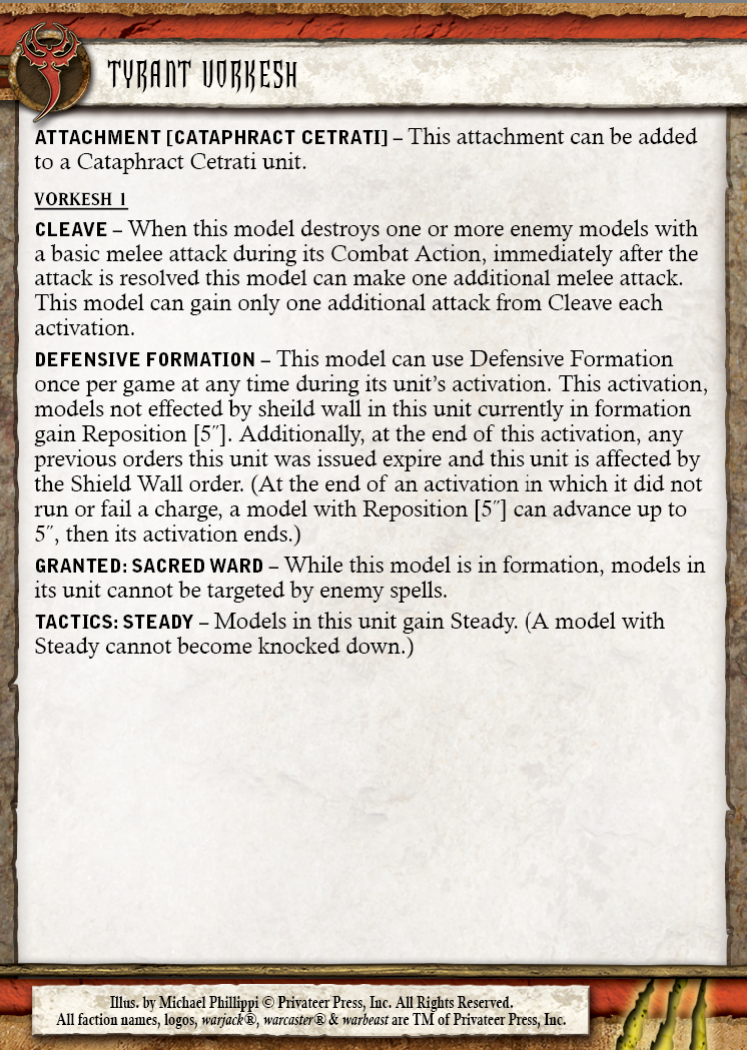 TYRANT VORKESH
ATTACHMENT [CATAPHRACT CETRATI] – This attachment can be added
to a Cataphract Cetrati unit.
VORKESH 1
CLEAVE – When this model destroys one or more enemy models with
a basic melee attack during its Combat Action, immediately after the
attack is resolved this model can make one additional melee attack.
This model can gain only one additional attack from Cleave each
activation.
DEFENSIVE FORMATION – This model can use Defensive Formation
once per game at any time during its unit’s activation. This activation,
models not effected by sheild wall in this unit currently in formation
gain Reposition [5˝]. Additionally, at the end of this activation, any
previous orders this unit was issued expire and this unit is affected by
the Shield Wall order. (At the end of an activation in which it did not
run or fail a charge, a model with Reposition [5˝] can advance up to
5˝, then its activation ends.)
GRANTED: SACRED WARD – While this model is in formation, models in
its unit cannot be targeted by enemy spells.
TACTICS: STEADY – Models in this unit gain Steady. (A model with
Steady cannot become knocked down.)
Illus. by Michael Phillippi © Privateer Press, Inc. All Rights Reserved.
All faction names, logos, warjack®, warcaster® & warbeast are TM of Privateer Press, Inc.